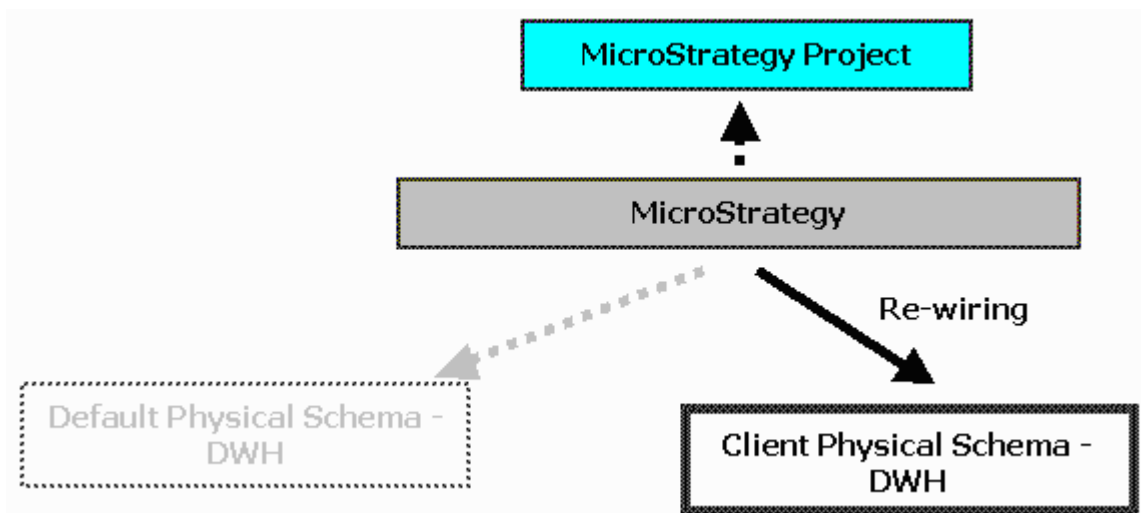 MicroStrategy Project
MicroStrategy
Re-wiring
Default Physical Schema -
DWH
Client Physical Schema -
DWH